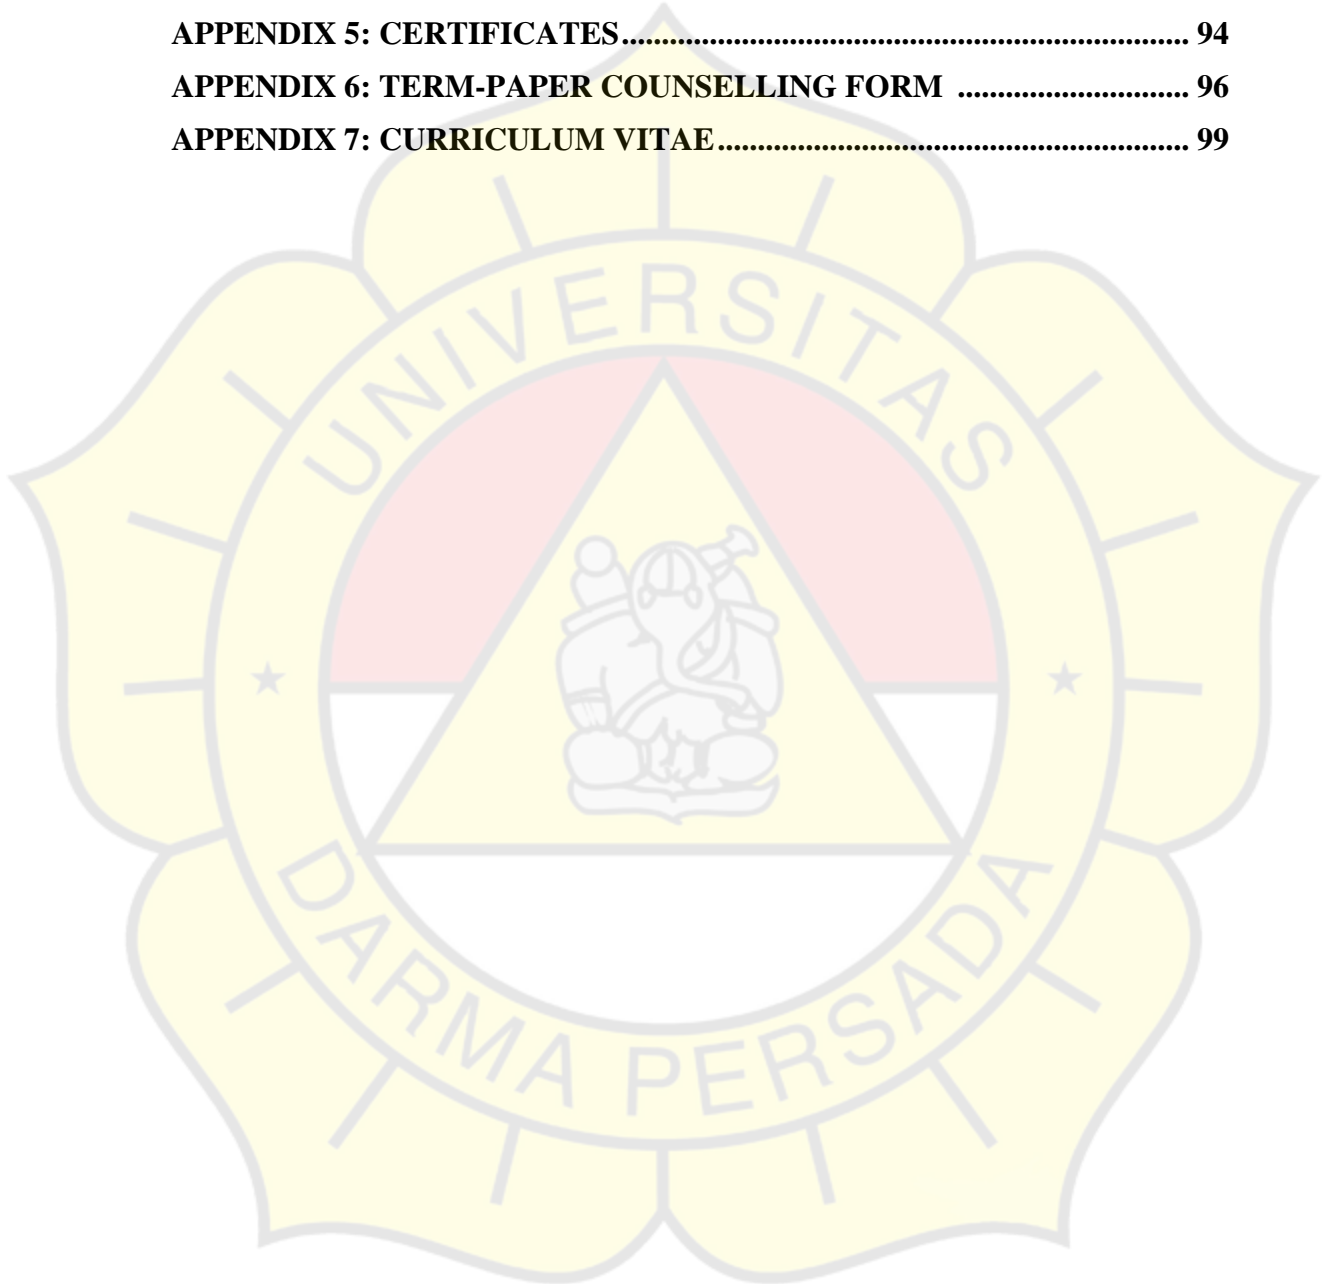 APPENDIX 5: CERTIFICATES....................................................................... 94
APPENDIX 6: TERM-PAPER COUNSELLING FORM ............................. 96
APPENDIX 7: CURRICULUM VITAE........................................................... 99
UNIVERSITAS
DARMA PERSADA